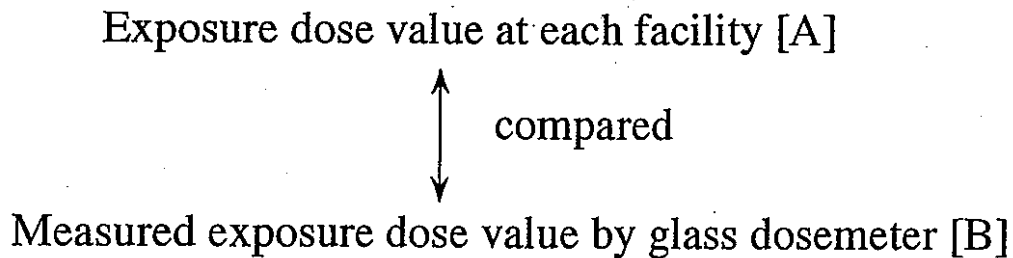 Exposure dose value at each facility [A]
compared
Measured exposure dose value by glass dosemeter [B]